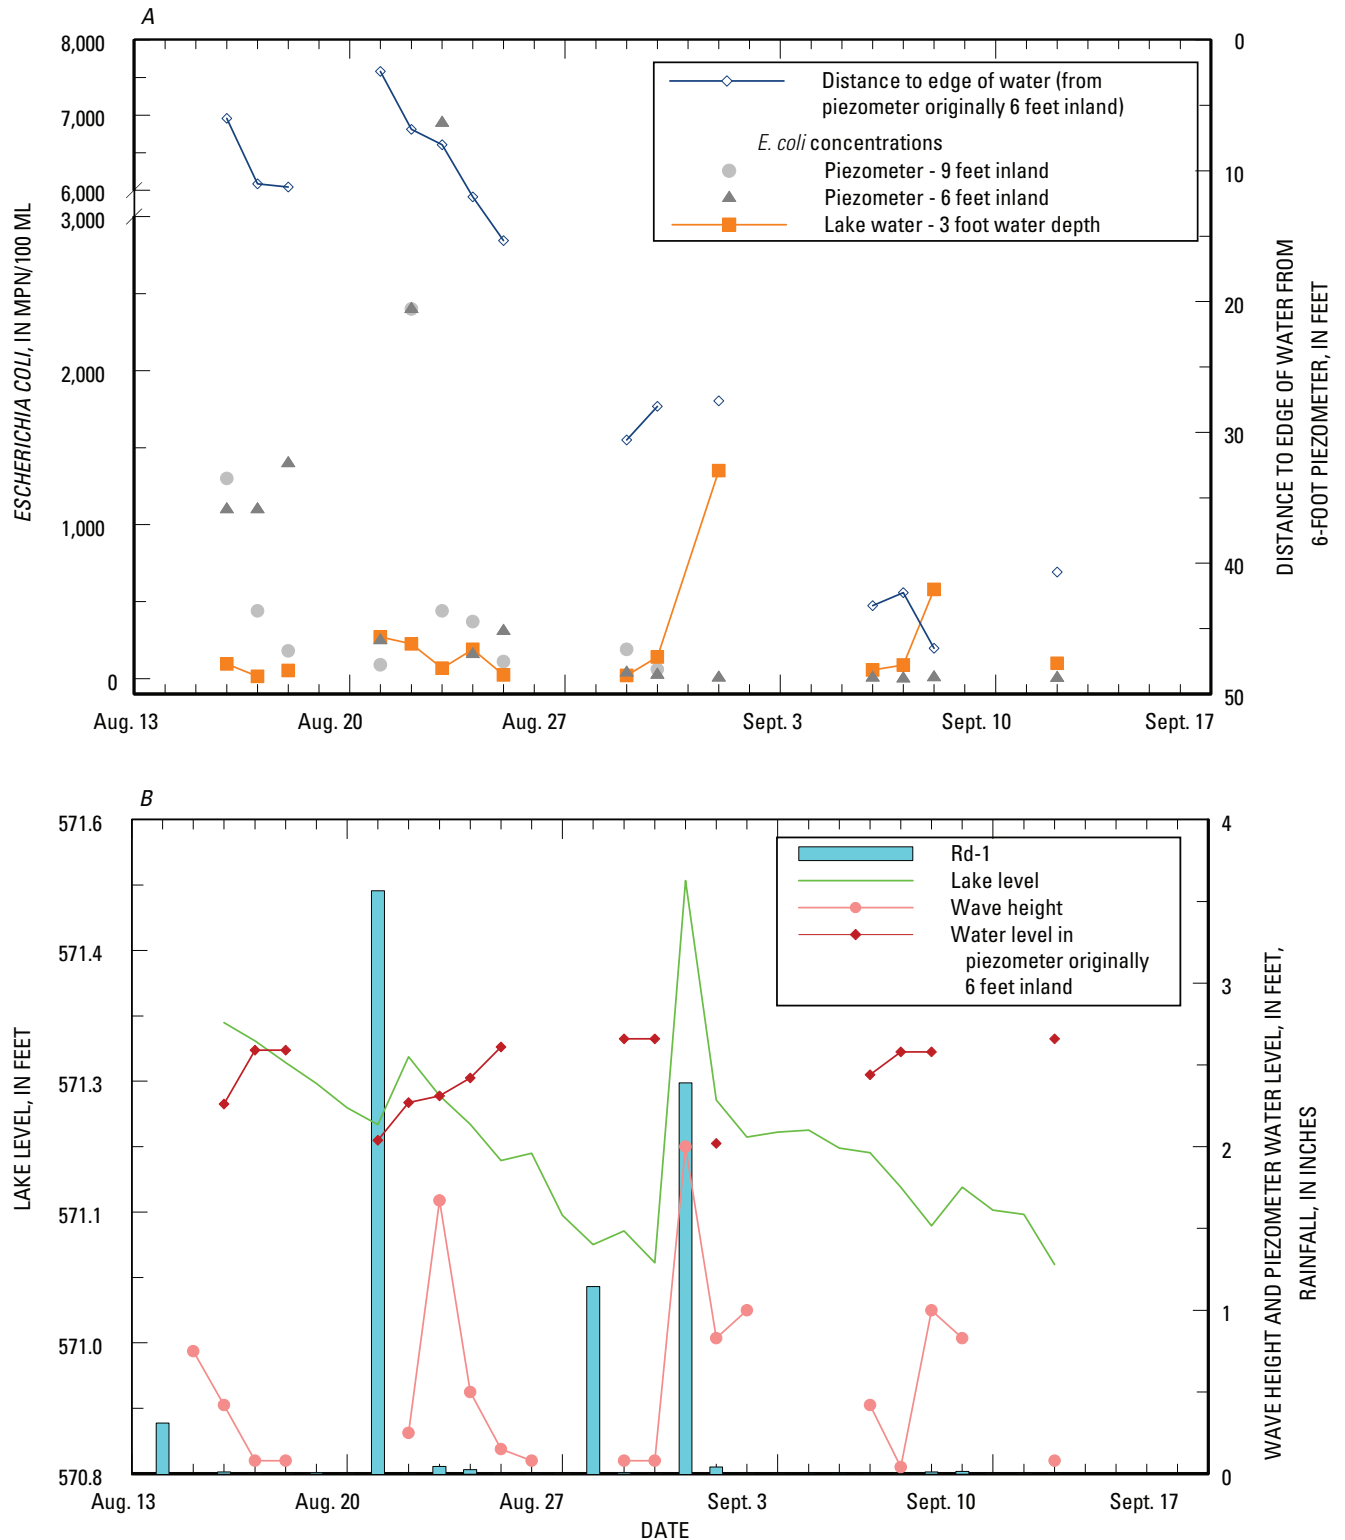 A
8,000
7,000
6,000
3,000
2,000
1,000
0
ESCHERICHIA COLI, IN MPN/100 ML
0
10
20
30
40
50
DISTANCE TO EDGE OF WATER FROM
6-FOOT PIEZOMETER, IN FEET
Distance to edge of water (from
piezometer originally 6 feet inland)
E. coli concentrations
Piezometer - 9 feet inland
Piezometer - 6 feet inland
Lake water - 3 foot water depth
Aug. 13
Aug. 20
Aug. 27
Sept. 3
Sept. 10
Sept. 17
B
571.6
571.4
571.3
571.1
571.0
570.8
LAKE LEVEL, IN FEET
4
3
2
1
0
WAVE HEIGHT AND PIEZOMETER WATER LEVEL, IN FEET,
RAINFALL, IN INCHES
Rd-1
Lake level
Wave height
Water level in
piezometer originally
6 feet inland
Aug. 13
Aug. 20
Aug. 27
Sept. 3
Sept. 10
Sept. 17
DATE